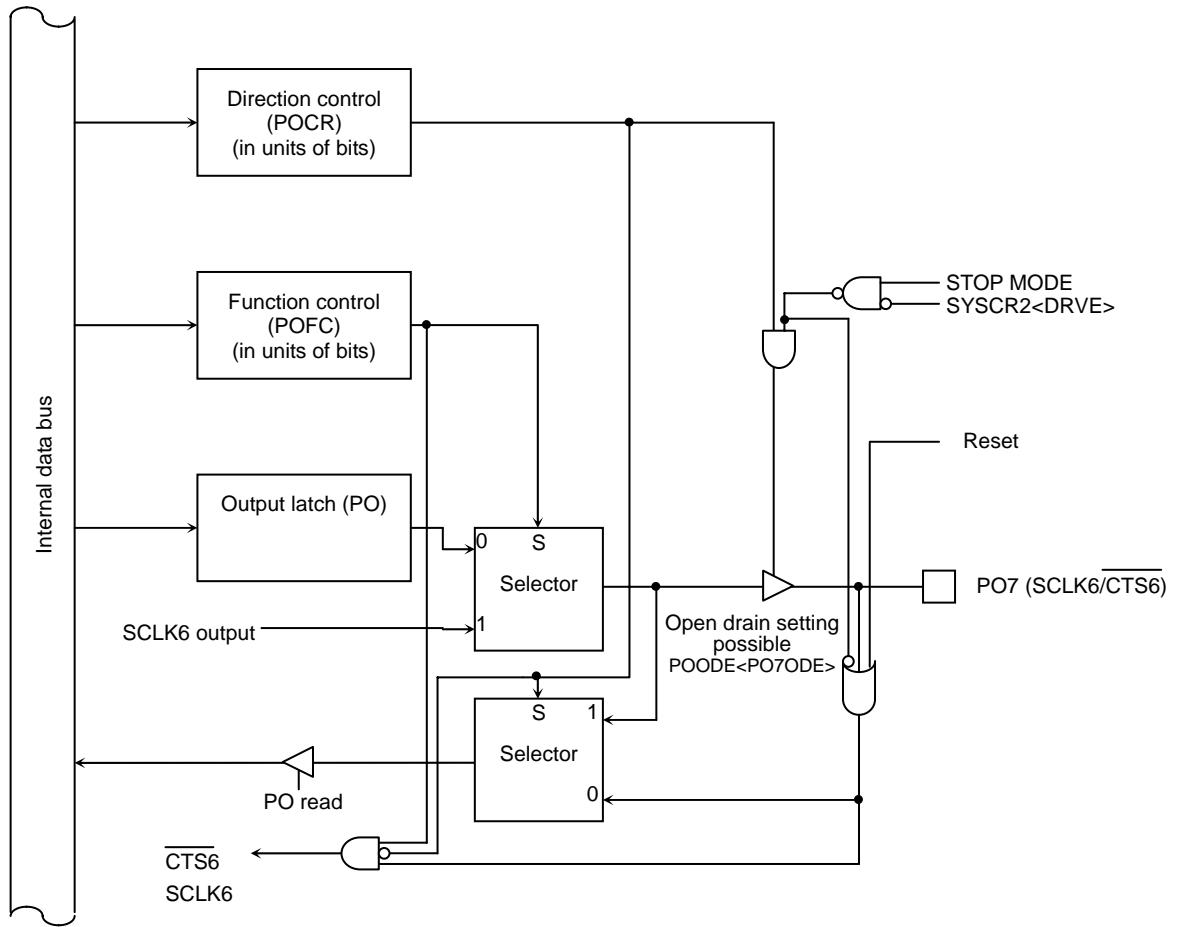 Direction control
(POCR)
(in units of bits)
STOP MODE
SYSCR2<DRVE>
Function control
(POFC)
(in units of bits)
Internal data bus
Reset
Output latch (PO)
0
S
Selector
1
SCLK6 output
PO7 (SCLK6/CTS6)
Open drain setting
possible
POODE<PO7ODE>
S
1
Selector
0
PO read
CTS6
SCLK6